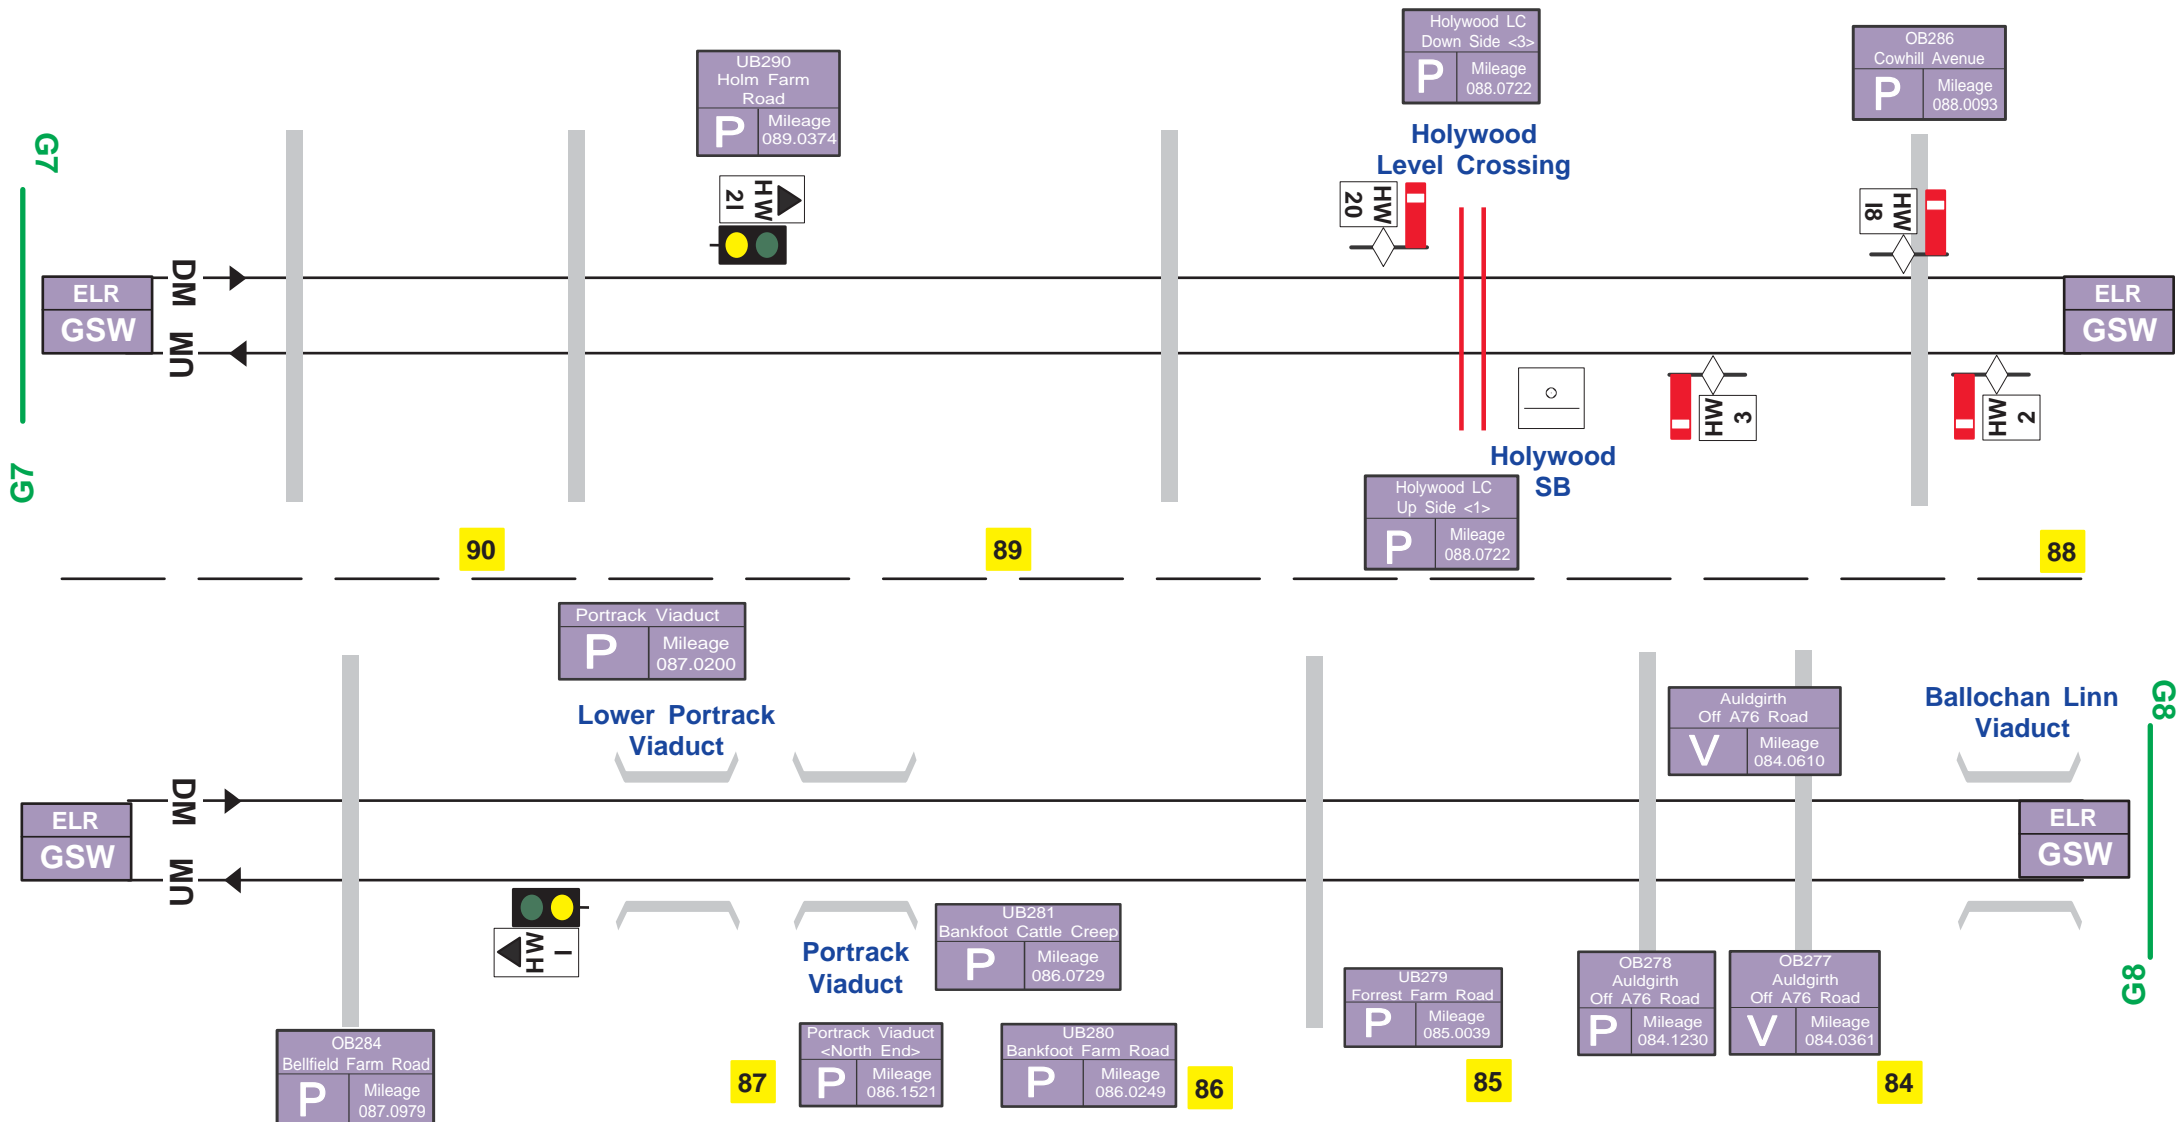 G7
G7
ELR
GSW
DM
UM
UB290
Holm Farm
Road
P
Mileage
089.0374
HW
21
Holywood LC
Down Side <3>
P
Mileage
088.0722
Holywood
Level Crossing
HW
20
OB286
Cowhill Avenue
P
Mileage
088.0093
HW
18
ELR
GSW
Holywood
SB
HW
3
HW
2
Holywood LC
Up Side <1>
P
Mileage
088.0722
90
89
88
Portrack Viaduct
P
Mileage
087.0200
Lower Portrack
Viaduct
Auldgirth
Off A76 Road
V
Mileage
084.0610
Ballochan Linn
Viaduct
G8
G8
ELR
GSW
DM
UM
ELR
GSW
HW
1
Portrack
Viaduct
UB281
Bankfoot Cattle Creep
P
Mileage
086.0729
OB284
Bellfield Farm Road
P
Mileage
087.0979
87
Portrack Viaduct
<North End>
P
Mileage
086.1521
UB280
Bankfoot Farm Road
P
Mileage
086.0249
86
UB279
Forrest Farm Road
P
Mileage
085.0039
85
OB278
Auldgirth
Off A76 Road
P
Mileage
084.1230
OB277
Auldgirth
Off A76 Road
V
Mileage
084.0361
84